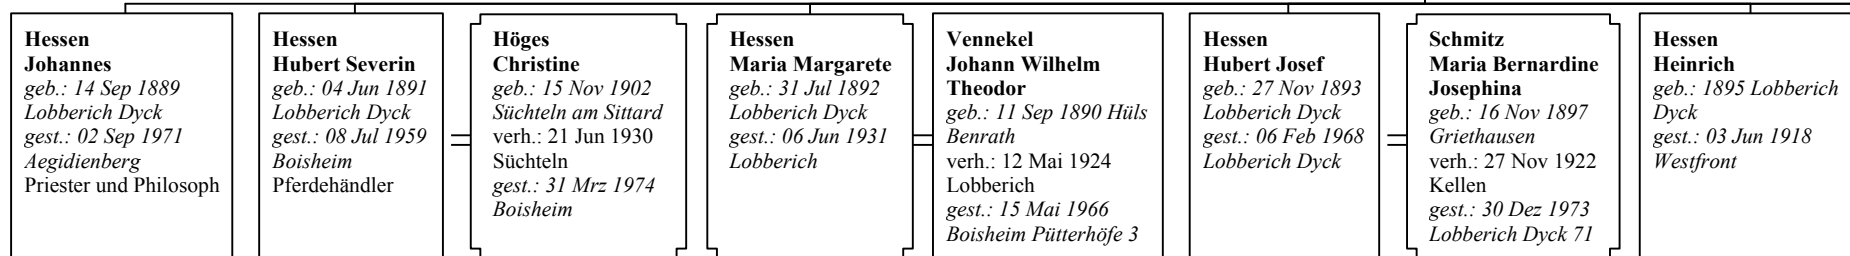 Hessen
Johannes
geb.: 14 Sep 1889
Lobberich Dyck
gest.: 02 Sep 1971
Aegidienberg
Priester und Philosoph
Hessen
Hubert Severin
geb.: 04 Jun 1891
Lobberich Dyck
gest.: 08 Jul 1959
Boisheim
Pferdehändler
Höges
Christine
geb.: 15 Nov 1902
Süchteln am Sittard
verh.: 21 Jun 1930
Süchteln
gest.: 31 Mrz 1974
Boisheim
Hessen
Maria Margarete
geb.: 31 Jul 1892
Lobberich Dyck
gest.: 06 Jun 1931
Lobberich
Vennekel
Johann Wilhelm
Theodor
geb.: 11 Sep 1890 Hüls
Benrath
verh.: 12 Mai 1924
Lobberich
gest.: 15 Mai 1966
Boisheim Pütterhöfe 3
Hessen
Hubert Josef
geb.: 27 Nov 1893
Lobberich Dyck
gest.: 06 Feb 1968
Lobberich Dyck
Schmitz
Maria Bernardine
Josephina
geb.: 16 Nov 1897
Griethausen
verh.: 27 Nov 1922
Kellen
gest.: 30 Dez 1973
Lobberich Dyck 71
Hessen
Heinrich
geb.: 1895 Lobberich
Dyck
gest.: 03 Jun 1918
Westfront